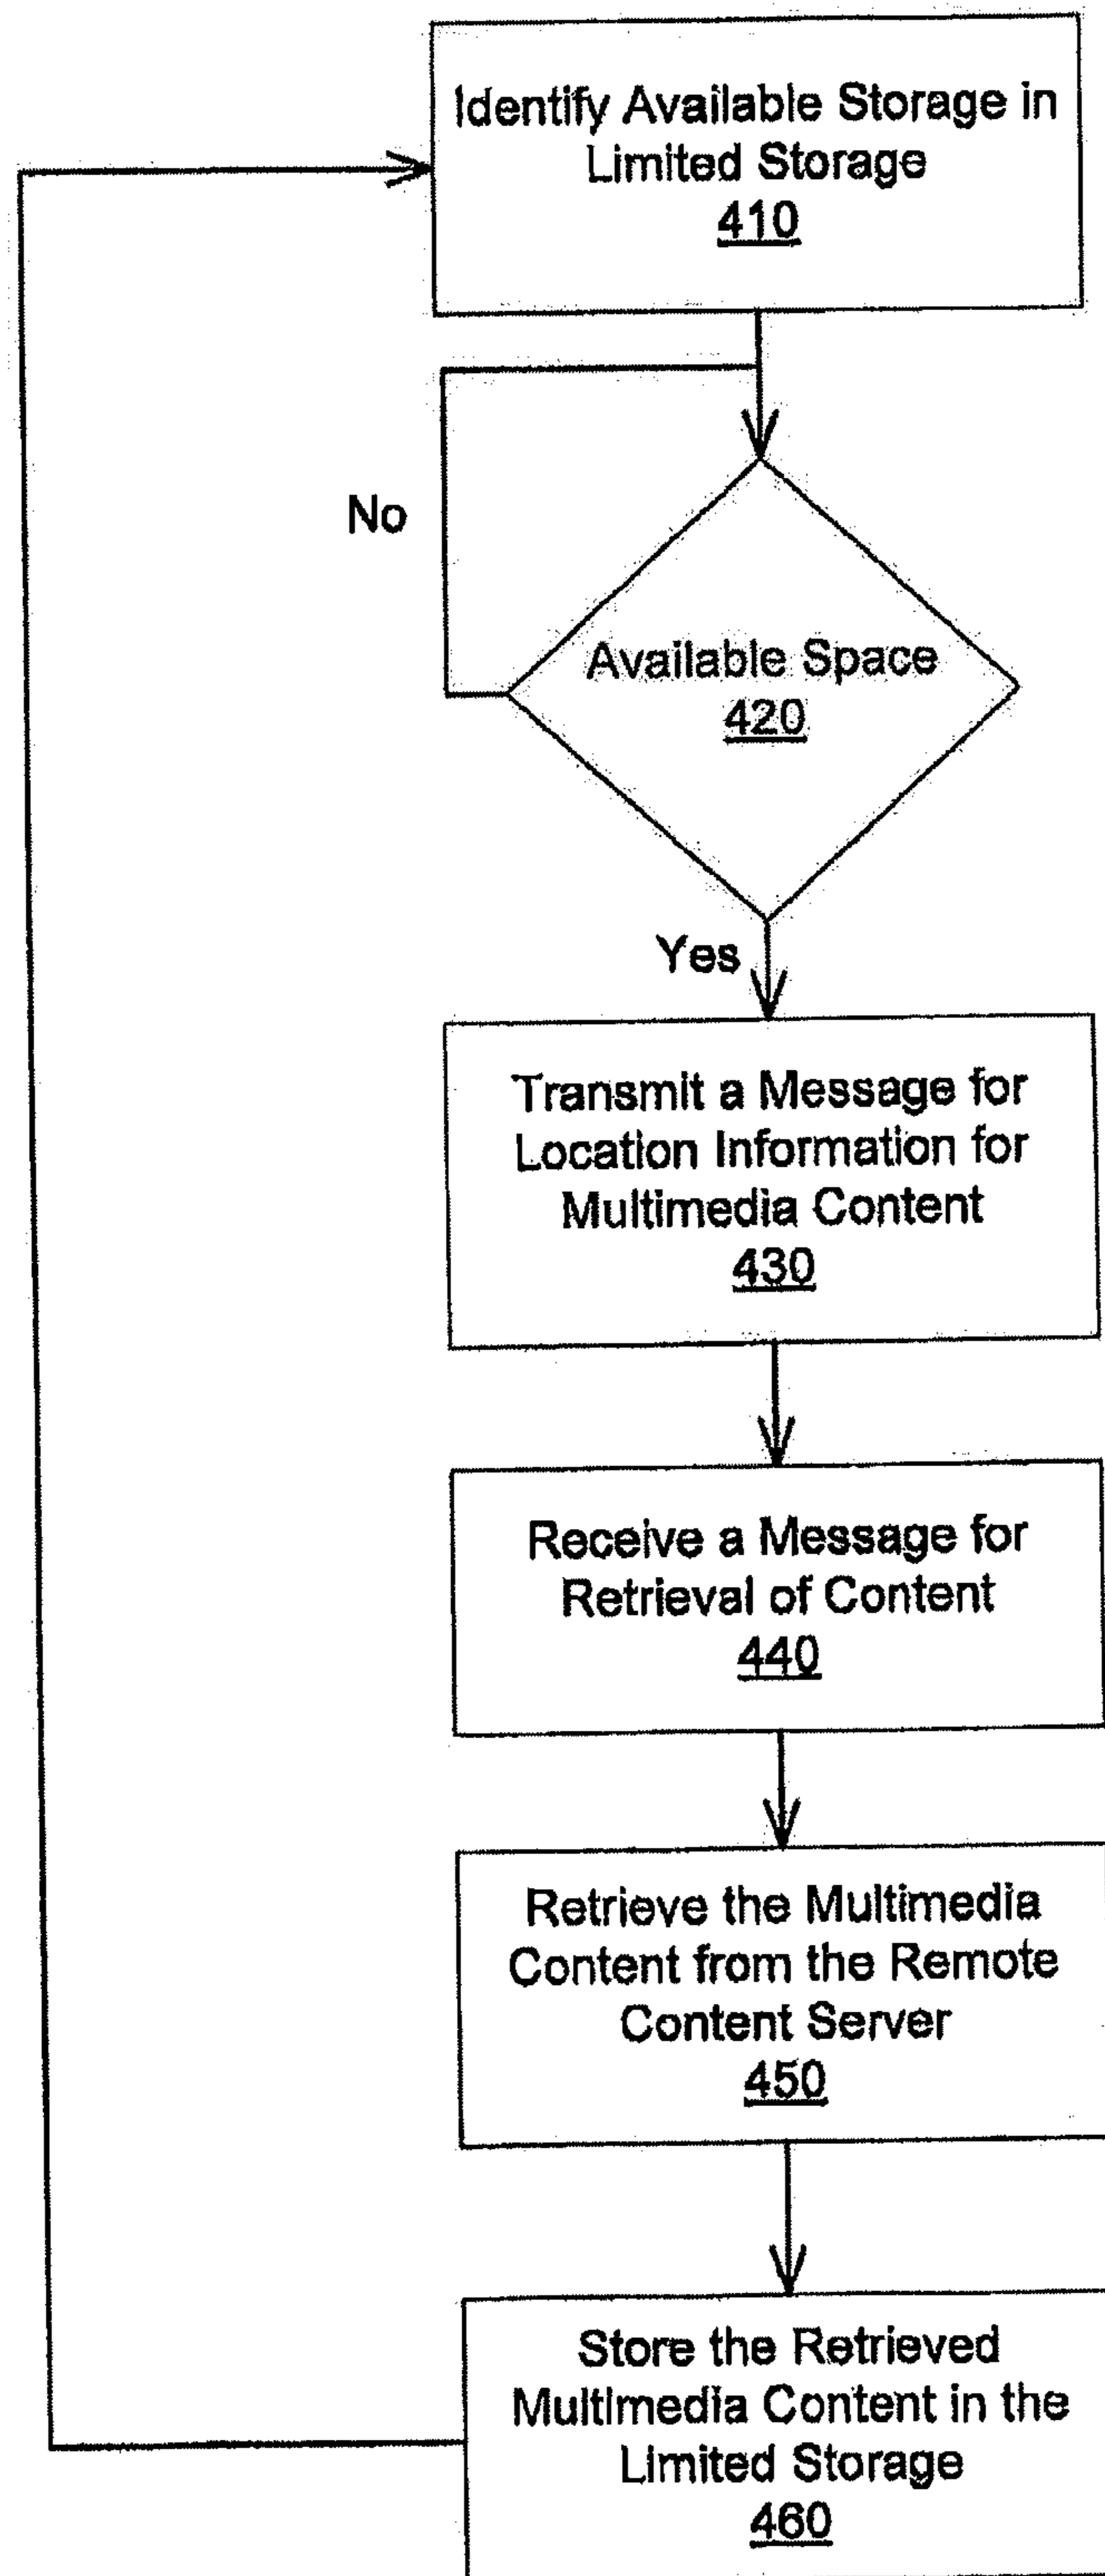 Identify Available Storage in
Limited Storage
410
No
Available Space
420
Yes
Transmit a Message for
Location Information for
Multimedia Content
430
Receive a Message for
Retrieval of Content
440
Retrieve the Multimedia
Content from the Remote
Content Server
450
Store the Retrieved
Multimedia Content in the
Limited Storage
460